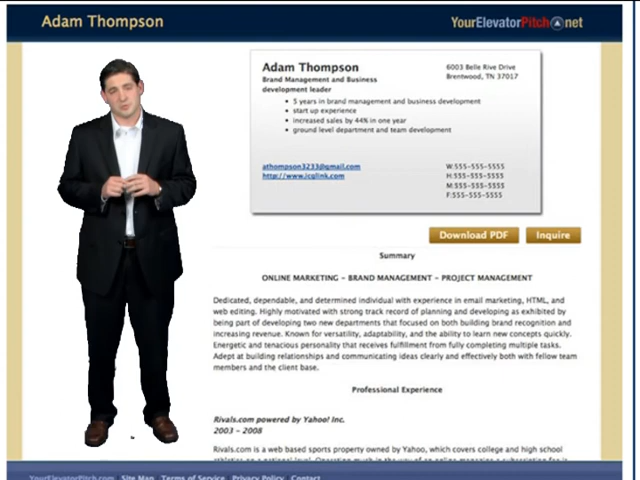 Adam Thompson
YourElevatorPitch.net
Adam Thompson
Brand Management and Business
development leader
6003 Belle Rive Drive
Brentwood, TN 37017
• 5 years in brand management and business development
• start up experience
• increased sales by 44% in one year
• ground level department and team development
athompson3233@gmail.com
http://www.icglink.com
W:555-555-5555
H:555-555-5555
M:555-555-5555
F:555-555-5555
Download PDF
Inquire
Summary
ONLINE MARKETING - BRAND MANAGEMENT - PROJECT MANAGEMENT
Dedicated, dependable, and determined individual with experience in email marketing, HTML, and
web editing. Highly motivated with strong track record of planning and developing as exhibited by
being part of developing two new departments that focused on both building brand recognition and
increasing revenue. Known for versatility, adaptability, and the ability to learn new concepts quickly.
Energetic and tenacious personality that receives fulfillment from fully completing multiple tasks.
Adept at building relationships and communicating ideas clearly and effectively both with fellow team
members and the client base.
Professional Experience
Rivals.com powered by Yahoo! Inc.
2003 - 2008
Rivals.com is a web based sports property owned by Yahoo, which covers college and high school
YourElevatorPitch.com Site Map Terms of Service Privacy Policy Contact